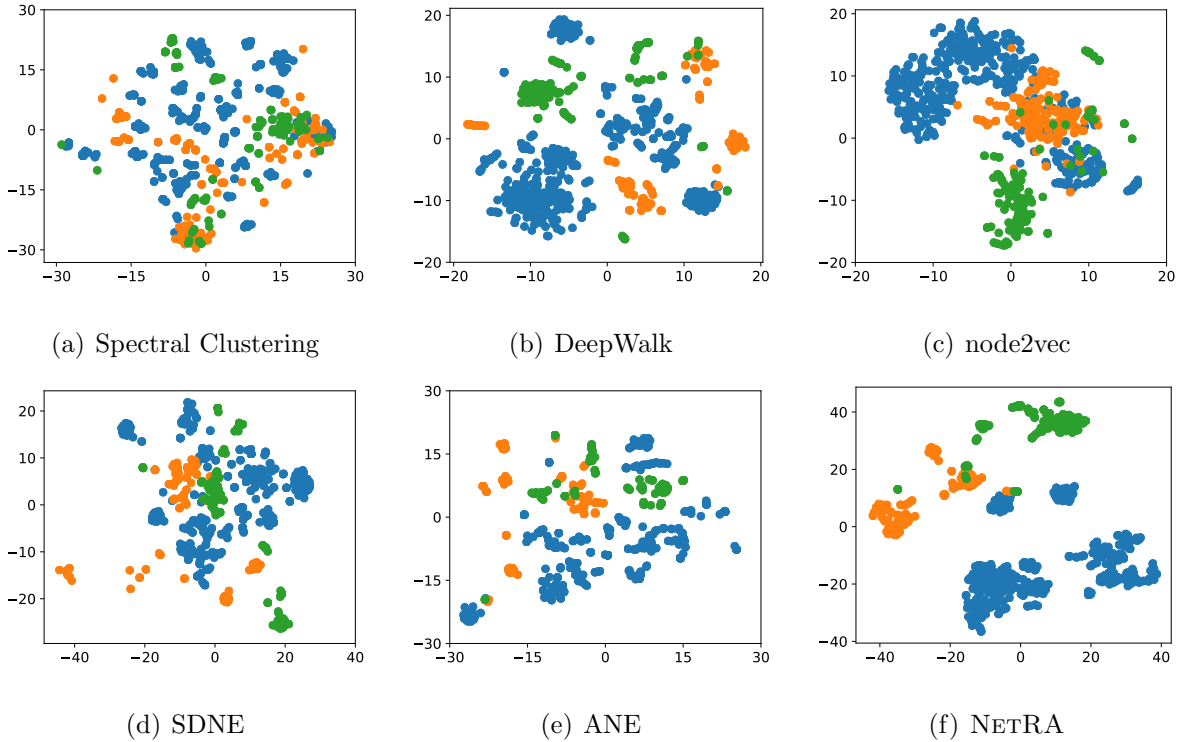 30
15
0
−15
−30
−30 −15 0 15 30
20
10
0
−10
−20
−10 0 10 20
20
10
0
−10
−20
−20 −10 0 10 20
(a) Spectral Clustering
(b) DeepWalk
(c) node2vec
20
10
0
−10
−20
−40 −20 0 20 40
30
15
0
−15
−30
−30 −15 0 15 30
40
20
0
−20
−40
−40 −20 0 20 40
(d) SDNE
(e) ANE
(f) NETRA